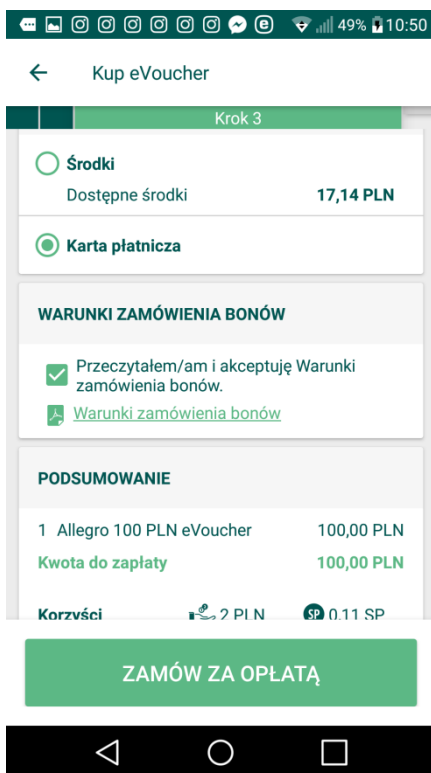 49% 10:50
Kup eVoucher
Krok 3
Środki
Dostępne środki 17,14 PLN
Karta płatnicza
WARUNKI ZAMÓWIENIA BONÓW
Przeczytałem/am i akceptuję Warunki
zamówienia bonów.
Warunki zamówienia bonów
PODSUMOWANIE
1 Allegro 100 PLN eVoucher 100,00 PLN
Kwota do zapłaty 100,00 PLN
Korzyści 2 PLN SP 0,11 SP
ZAMÓW ZA OPŁATĄ